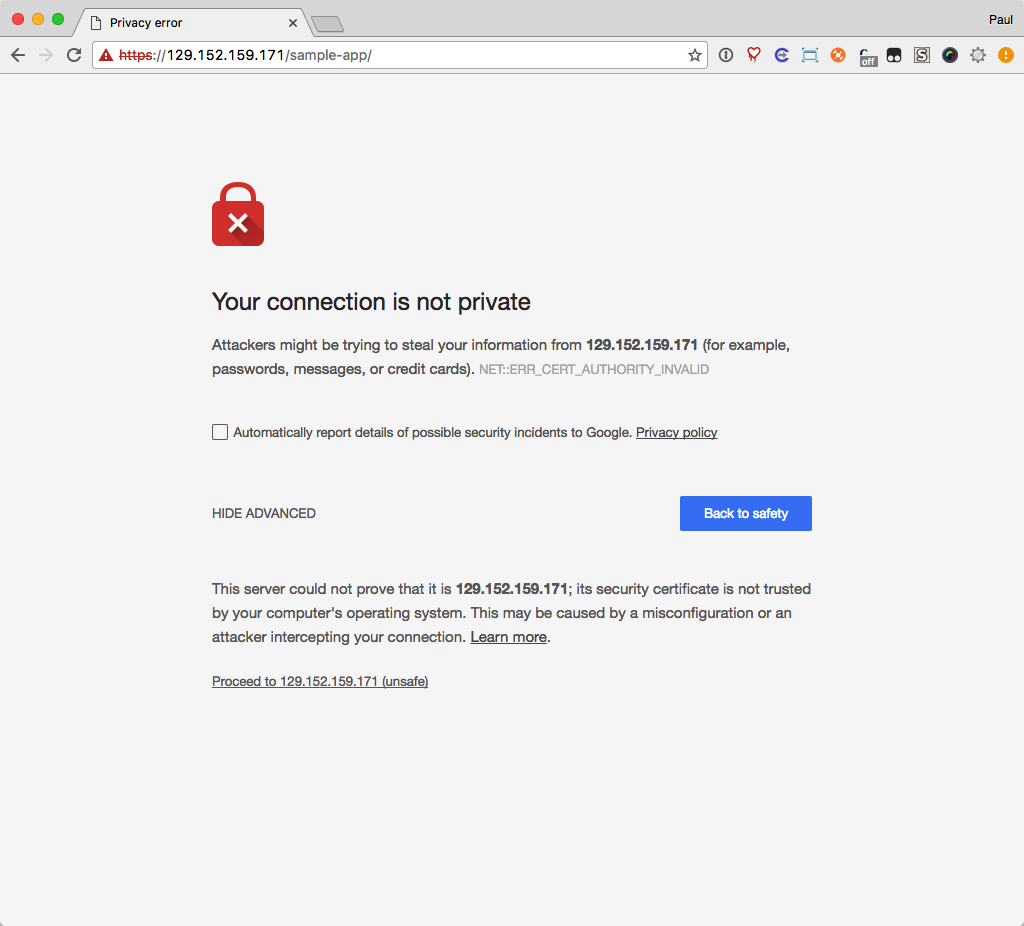 Privacy error
Paul
https://129.152.159.171/sample-app/
off
S
Your connection is not private
Attackers might be trying to steal your information from 129.152.159.171 (for example,
passwords, messages, or credit cards). NET::ERR_CERT_AUTHORITY_INVALID
Automatically report details of possible security incidents to Google. Privacy policy
HIDE ADVANCED
Back to safety
This server could not prove that it is 129.152.159.171; its security certificate is not trusted
by your computer's operating system. This may be caused by a misconfiguration or an
attacker intercepting your connection. Learn more.
Proceed to 129.152.159.171 (unsafe)